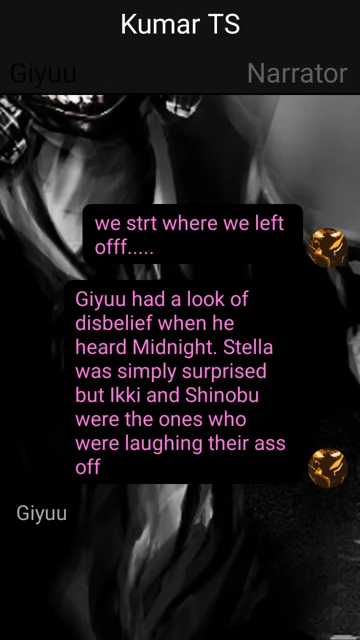 Kumar TS
Giyuu
Narrator
we strt where we left
offf.....
Giyuu had a look of
disbelief when he
heard Midnight. Stella
was simply surprised
but Ikki and Shinobu
were the ones who
were laughing their ass
off
Giyuu